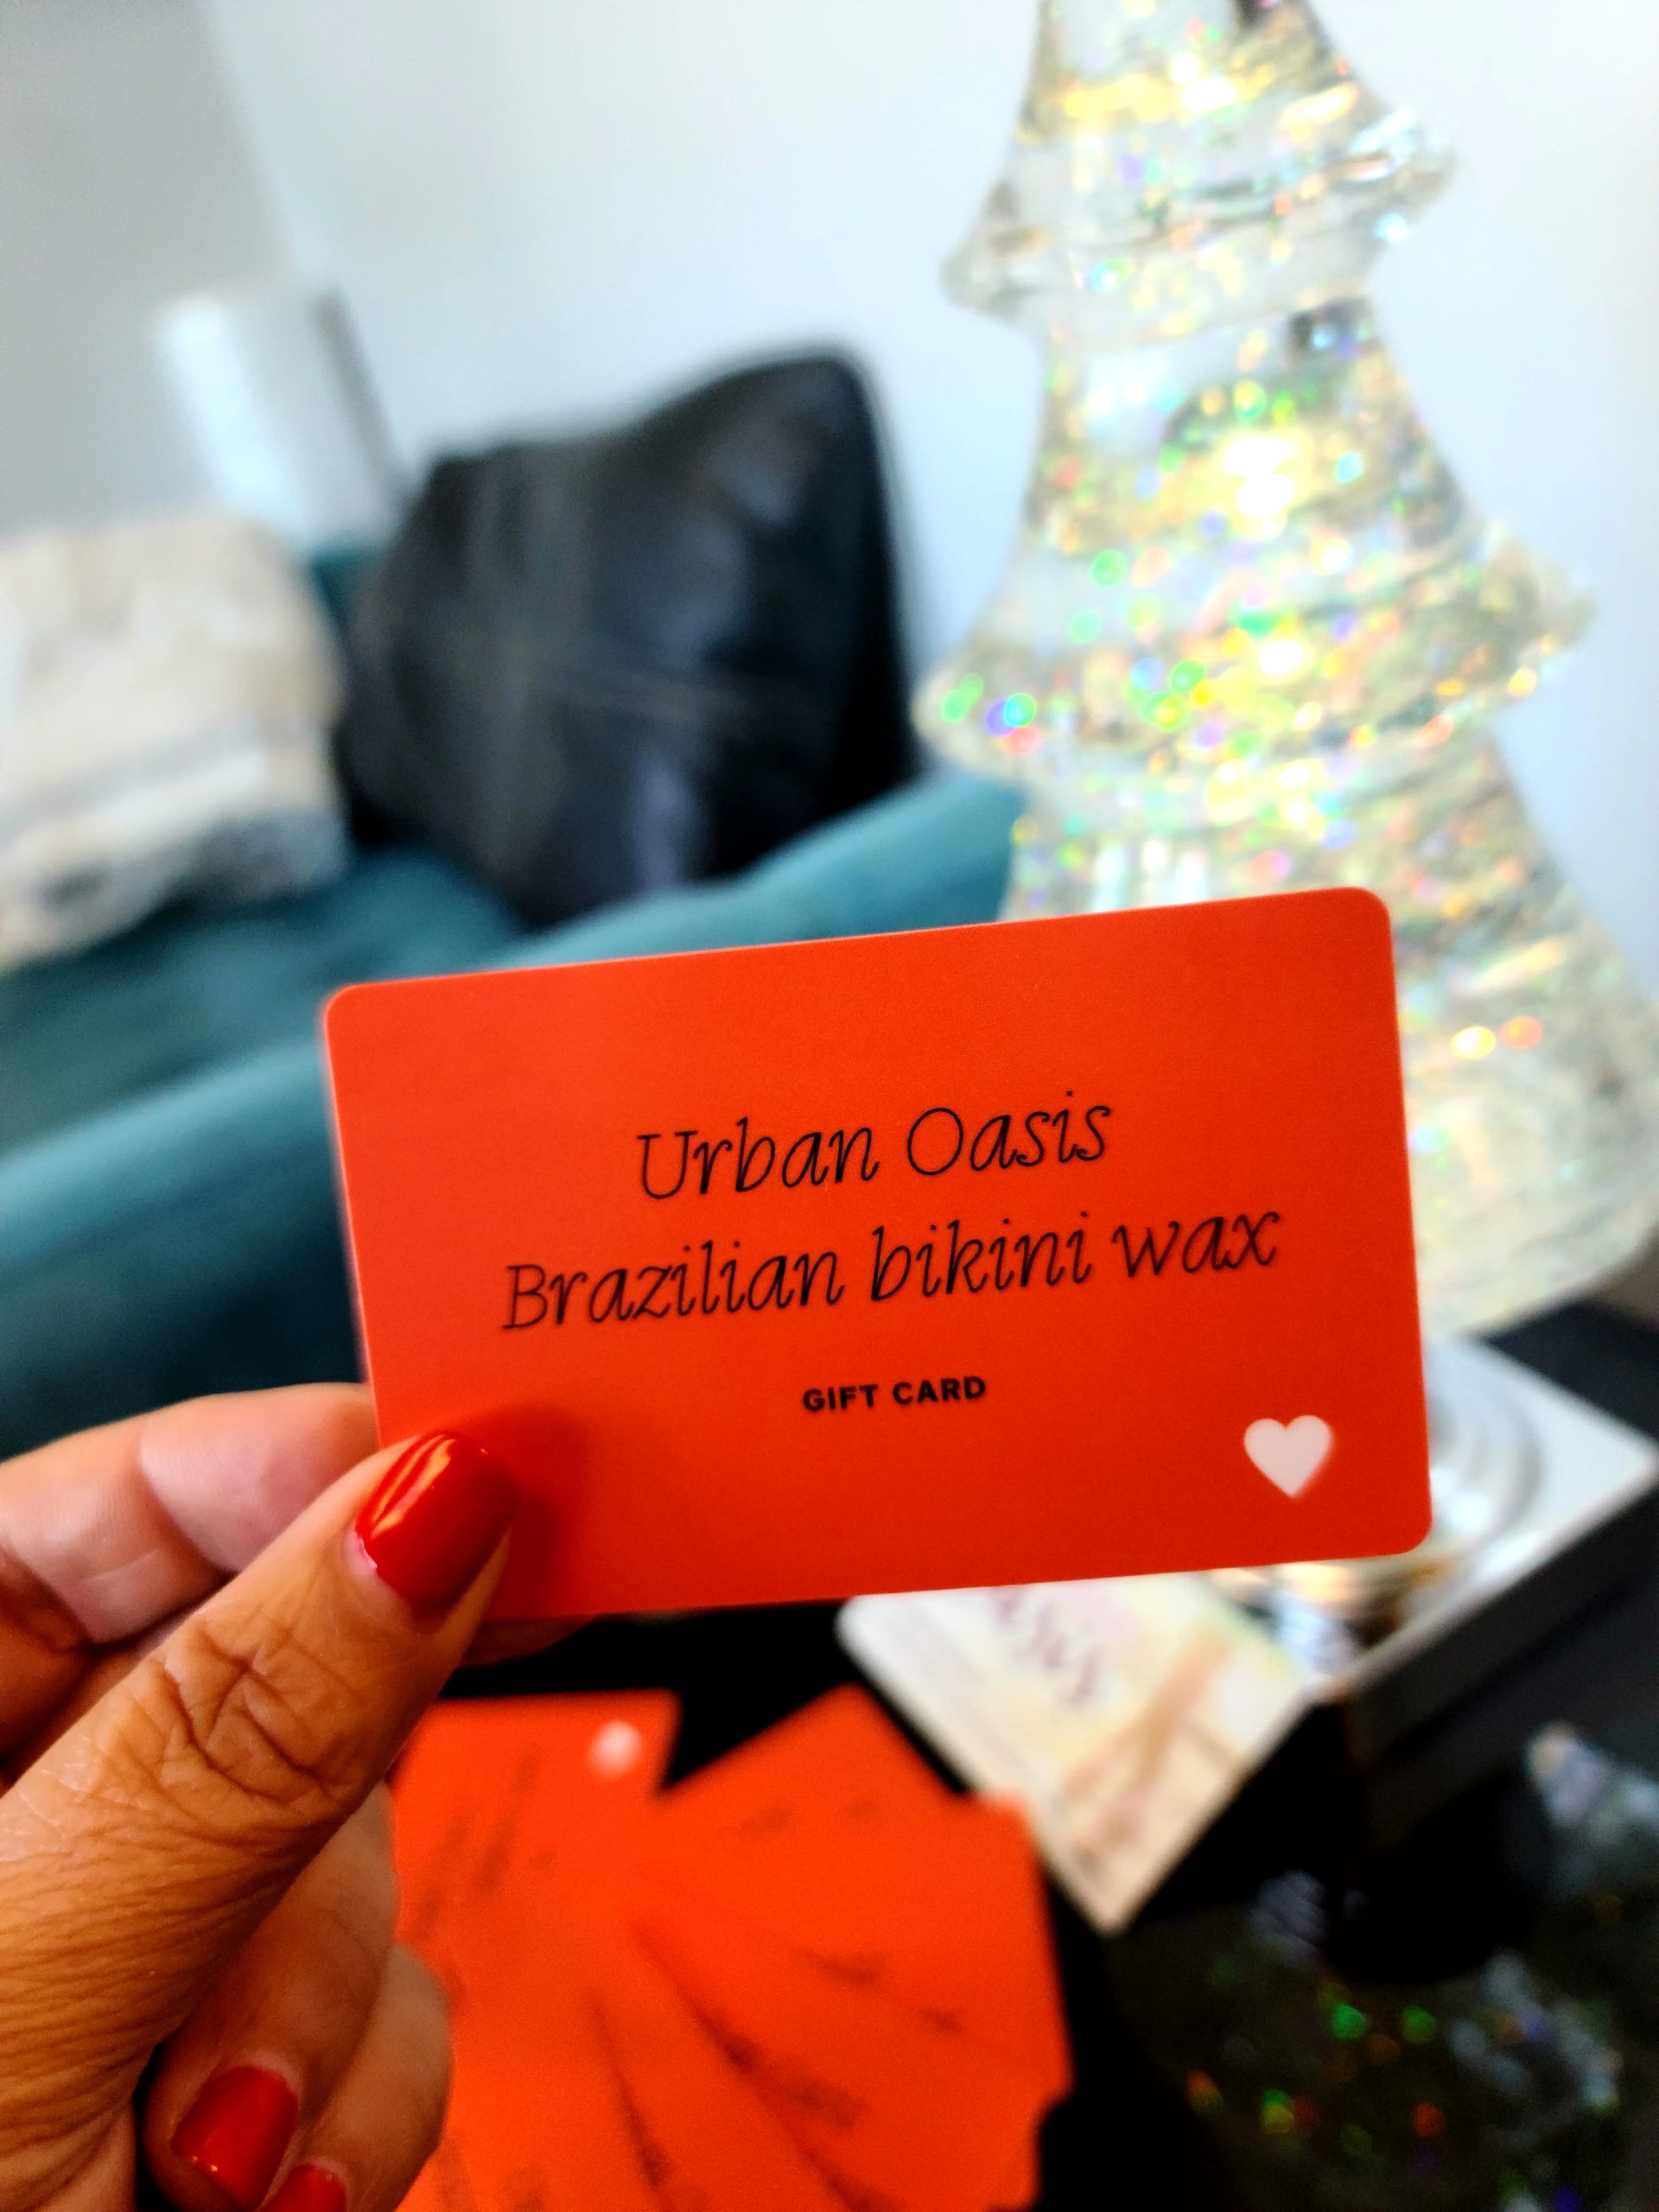 Urban Oasis
Brazilian bikini wax
GIFT CARD